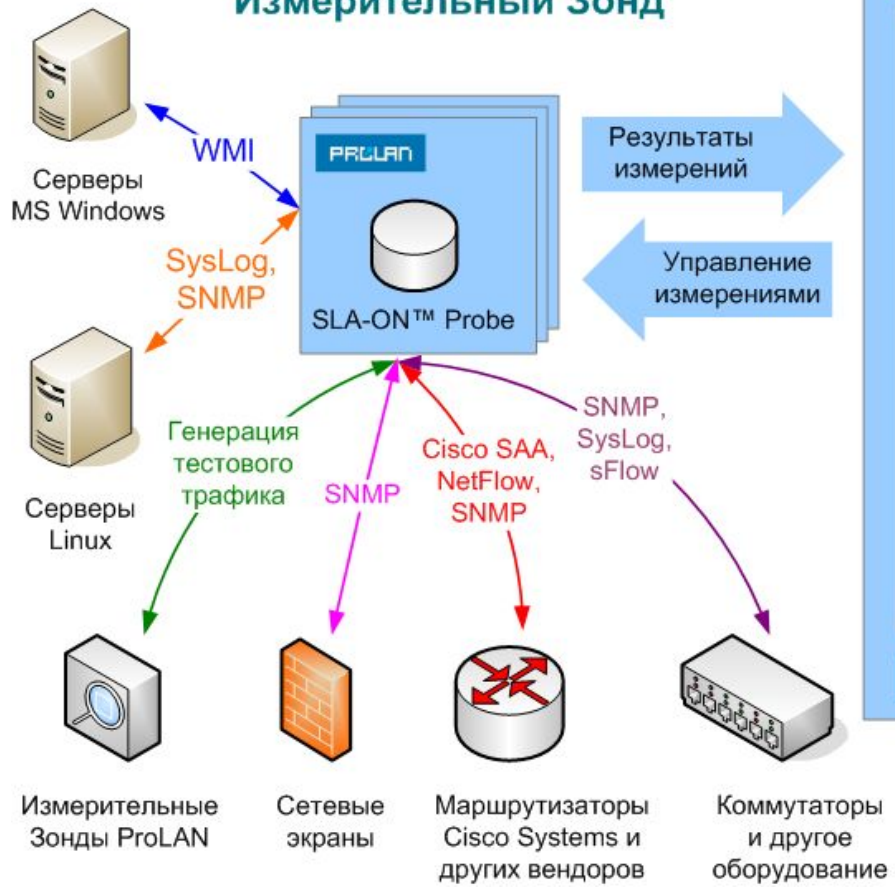 Измерительный Зонд
WMI
PROLAN
Результаты
измерений
Серверы
MS Windows
SysLog,
SNMP
Управление
измерениями
SLA-ON™ Probe
Генерация
тестового
трафика
SNMP
Cisco SAA,
NetFlow,
SNMP
SNMP,
SysLog,
sFlow
Серверы
Linux
Измерительные
Зонды ProLAN
Сетевые
экраны
Маршрутизаторы
Cisco Systems и
других вендоров
Коммутаторы
и другое
оборудование